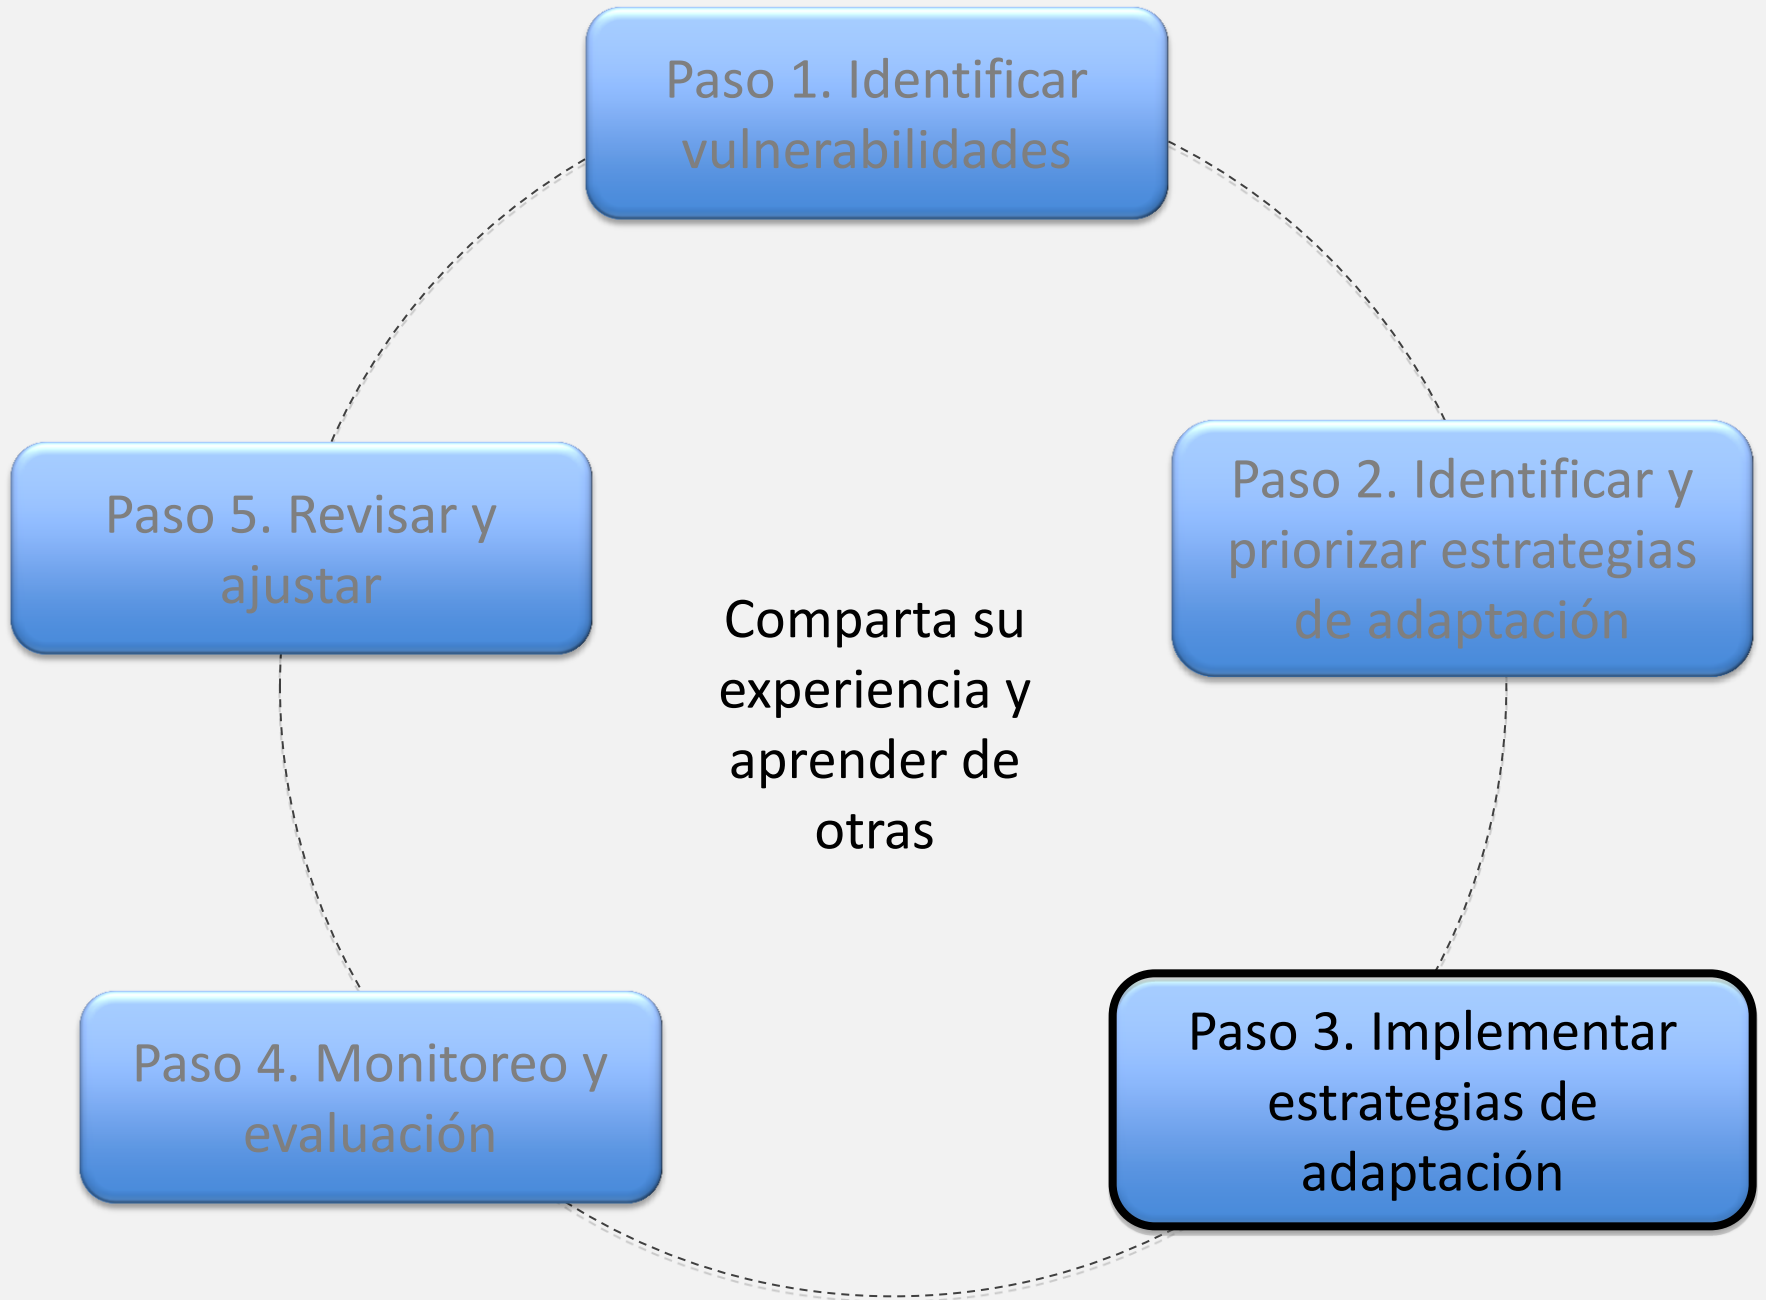 Paso 1. Identificar
vulnerabilidades
Paso 2. Identificar y
priorizar estrategias
de adaptación
Paso 3. Implementar
estrategias de
adaptación
Paso 4. Monitoreo y
evaluación
Paso 5. Revisar y
ajustar
Comparta su
experiencia y
aprender de
otras